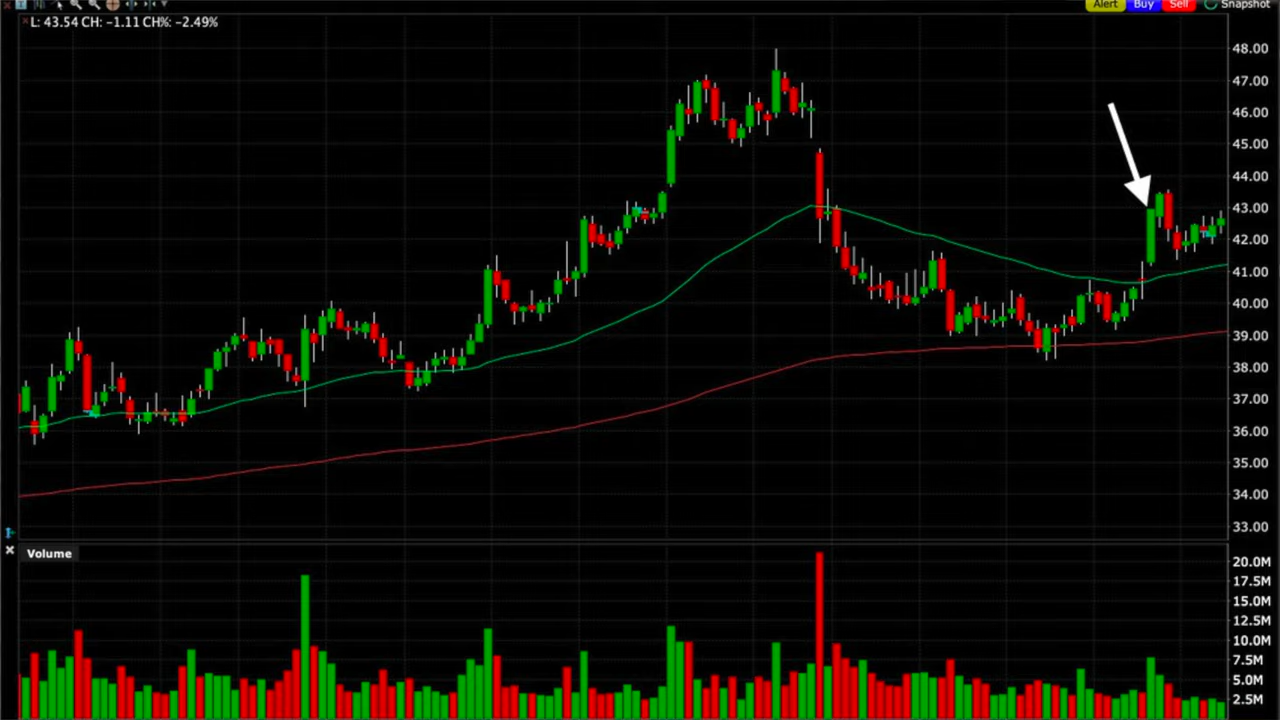 Alert Buy Sell Snapshot
L: 43.54 CH: −1.11 CH%: −2.49%
48.00
47.00
46.00
45.00
44.00
43.00
42.00
41.00
40.00
39.00
38.00
37.00
36.00
35.00
34.00
33.00
Volume
20.0M
17.5M
15.0M
12.5M
10.0M
7.5M
5.0M
2.5M